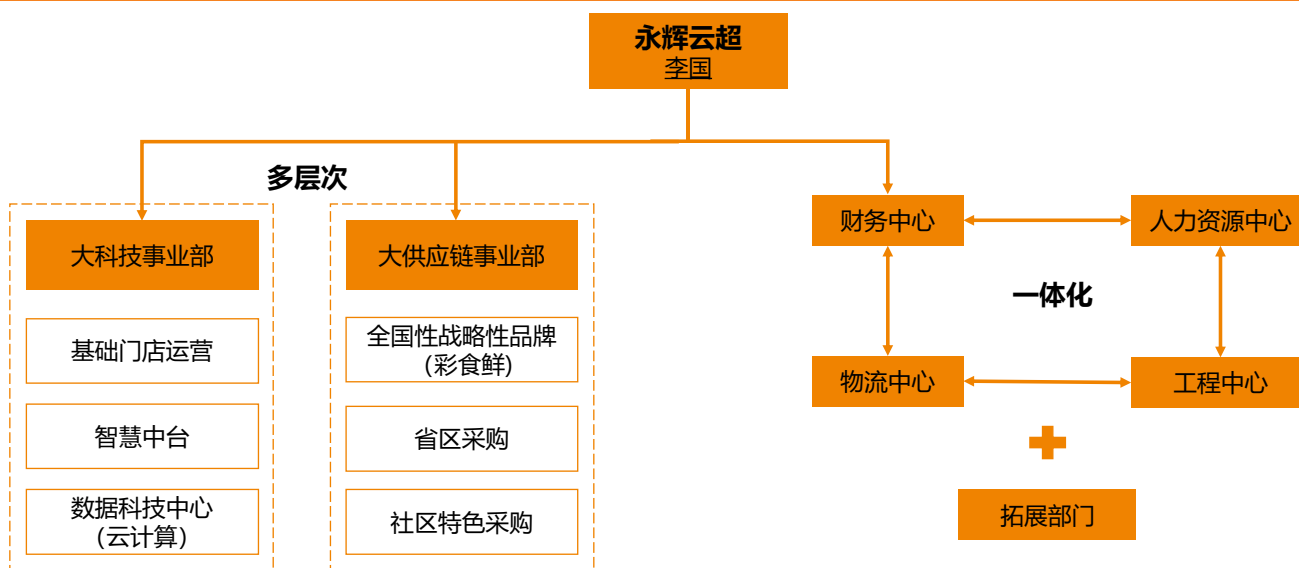 永辉云超
李国
多层次
大科技事业部
基础门店运营
智慧中台
数据科技中心
(云计算)
大供应链事业部
全国性战略性品牌
(彩食鲜)
省区采购
社区特色采购
财务中心
人力资源中心
一体化
物流中心
工程中心
拓展部门